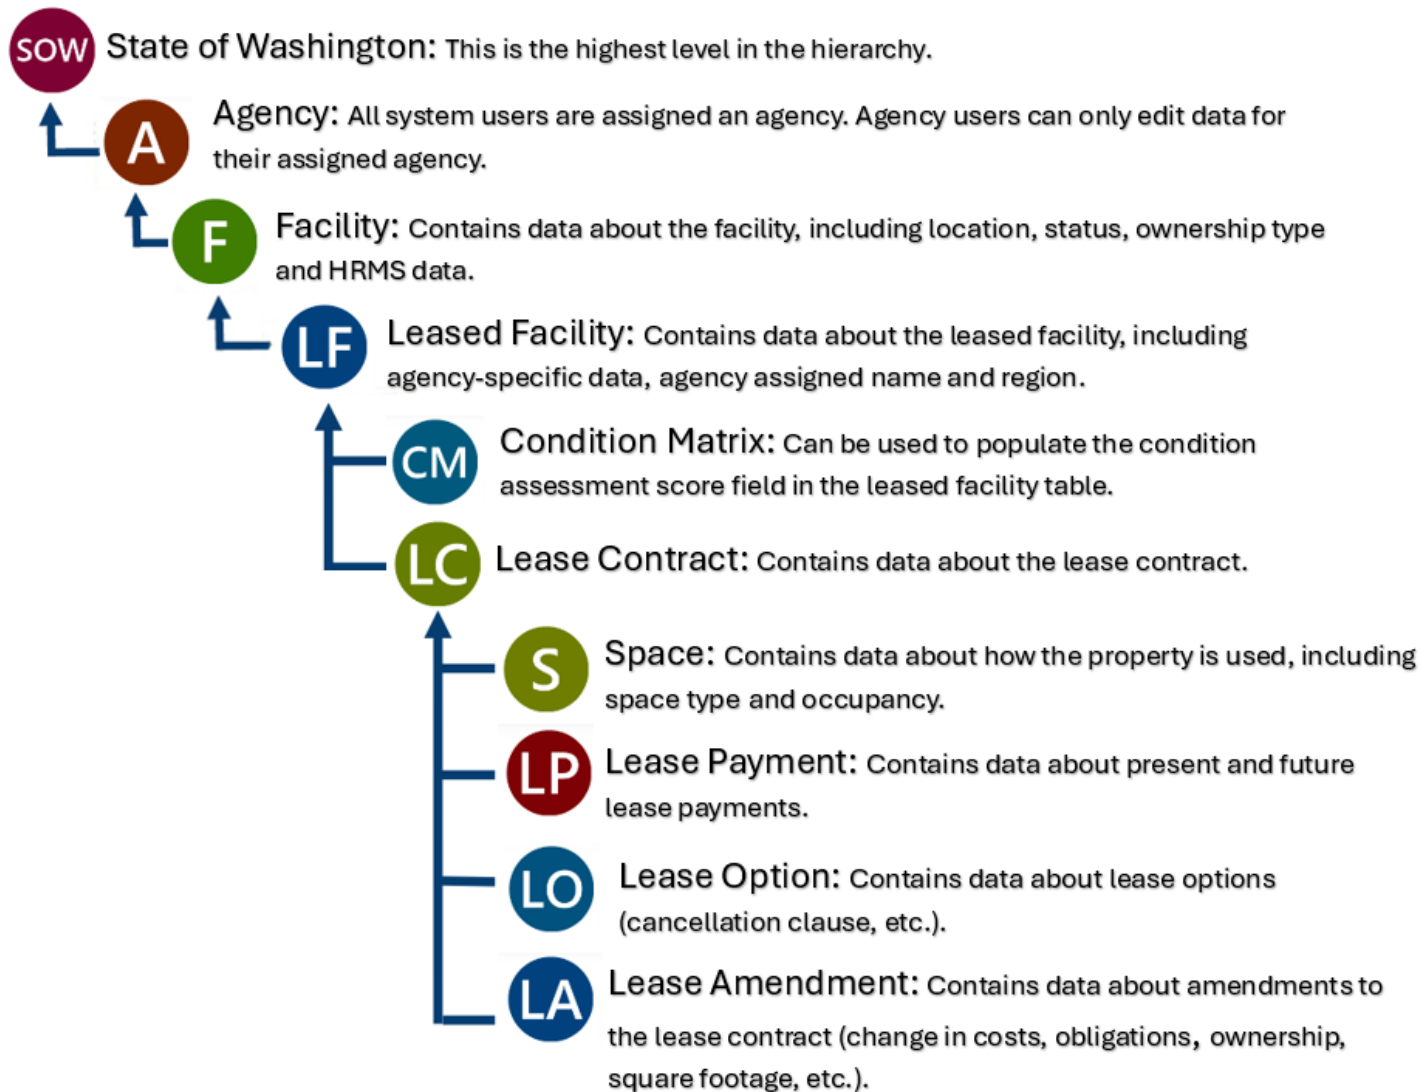 SOW State of Washington: This is the highest level in the hierarchy.
A Agency: All system users are assigned an agency. Agency users can only edit data for
their assigned agency.
F Facility: Contains data about the facility, including location, status, ownership type
and HRMS data.
LF Leased Facility: Contains data about the leased facility, including
agency-specific data, agency assigned name and region.
CM Condition Matrix: Can be used to populate the condition
assessment score field in the leased facility table.
LC Lease Contract: Contains data about the lease contract.
S Space: Contains data about how the property is used, including
space type and occupancy.
LP Lease Payment: Contains data about present and future
lease payments.
LO Lease Option: Contains data about lease options
(cancellation clause, etc.).
LA Lease Amendment: Contains data about amendments to
the lease contract (change in costs, obligations, ownership,
square footage, etc.).